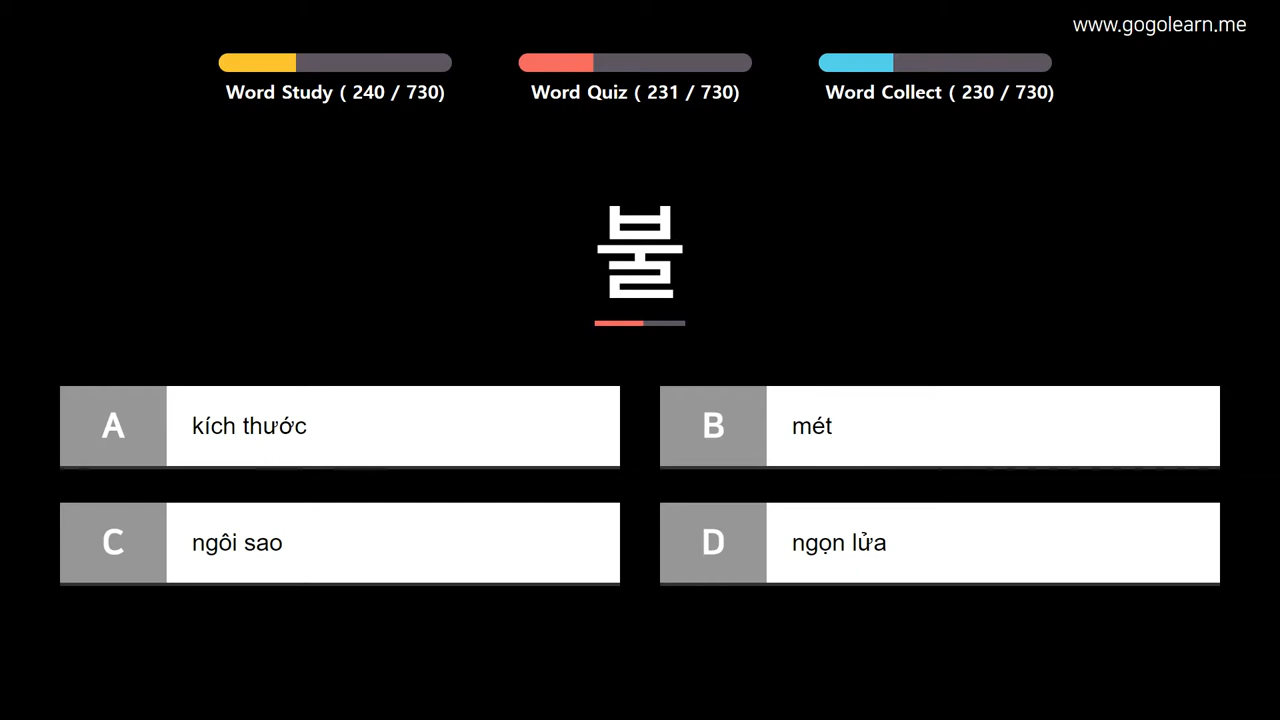 www.gogolearn.me
Word Study ( 240 / 730)
Word Quiz ( 231 / 730)
Word Collect ( 230 / 730)
불
A kích thước
B mét
C ngôi sao
D ngọn lửa